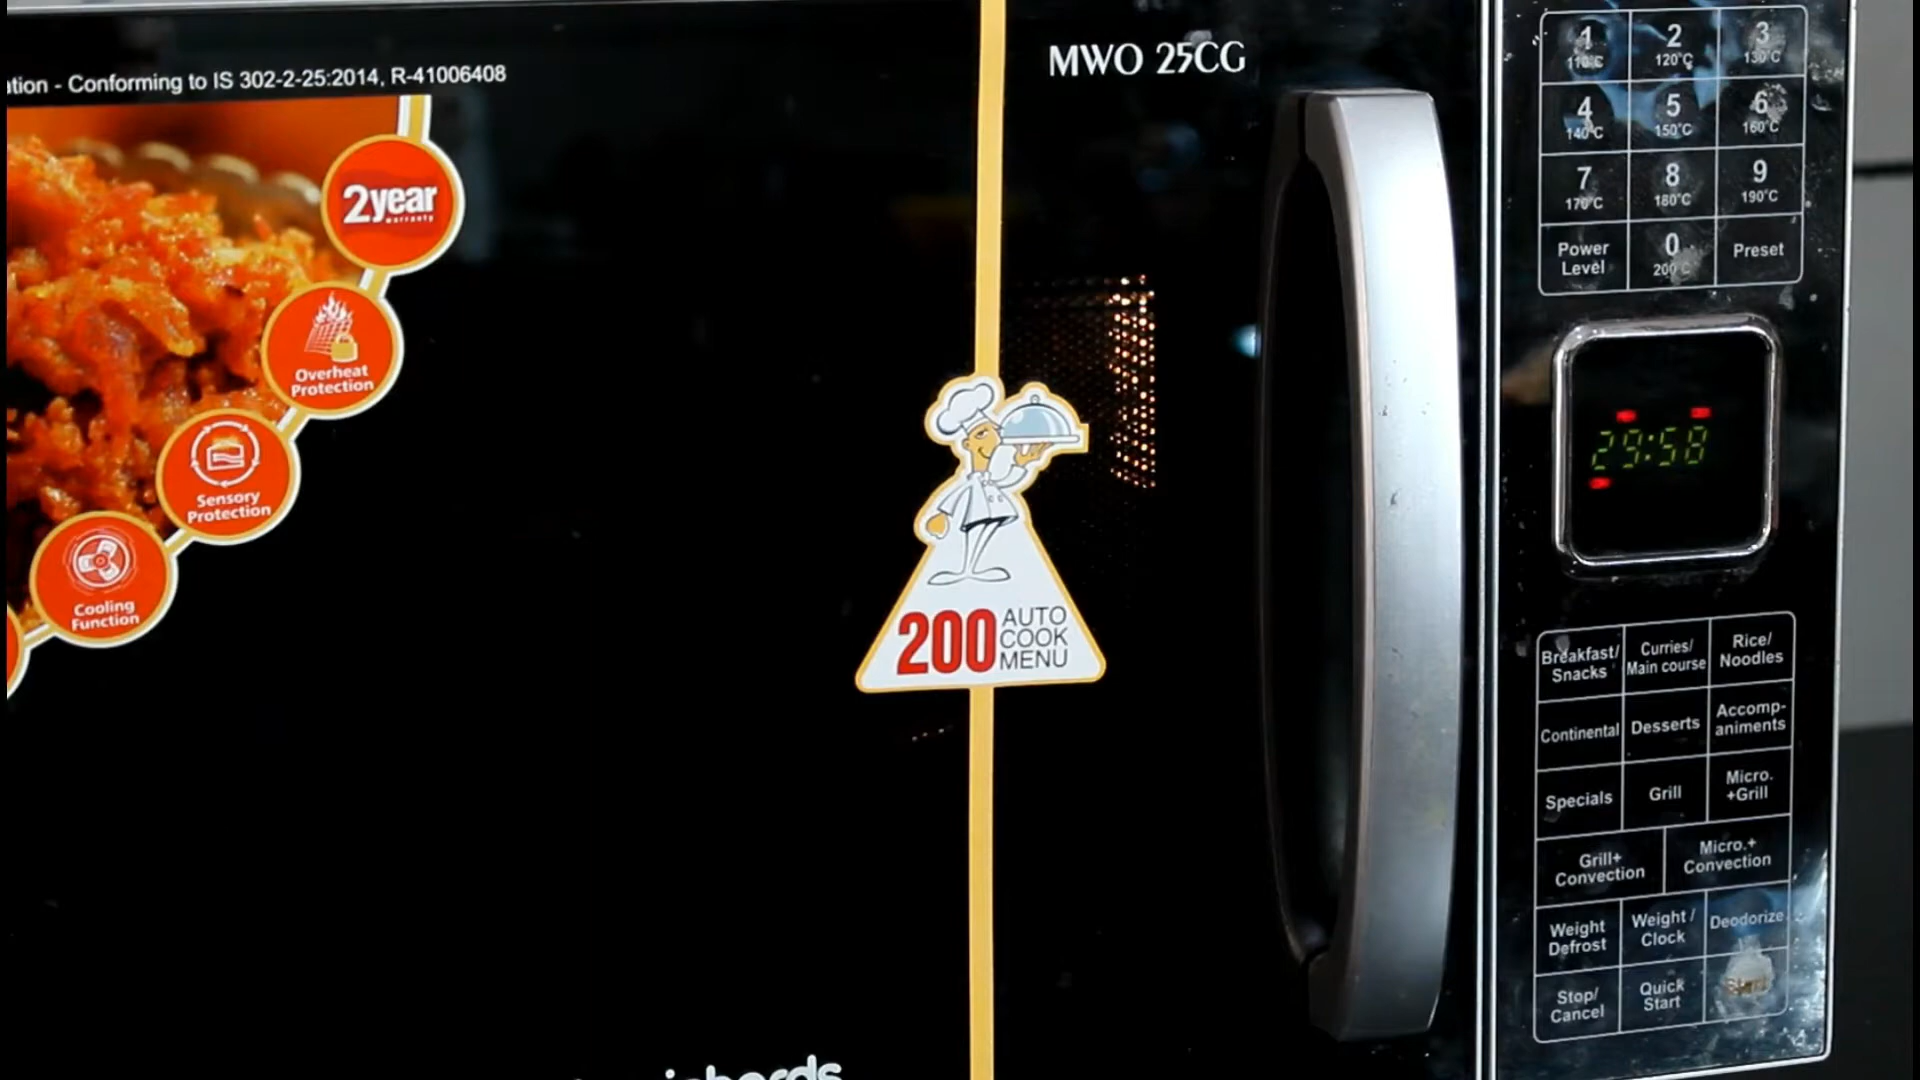 ation - Conforming to IS 302-2-25:2014, R-41006408
MWO 25CG
2year
warranty
Overheat
Protection
Sensory
Protection
Cooling
Function
200 AUTO
COOK
MENU
1 2 3
110°C 120°C 130°C
4 5 6
140°C 150°C 160°C
7 8 9
170°C 180°C 190°C
Power
Level
0
200°C
Preset
29:58
Breakfast/
Snacks
Curries/
Main course
Rice/
Noodles
Continental
Desserts
Accomp-
animents
Specials
Grill
Micro.
+Grill
Grill+
Convection
Micro.+
Convection
Weight
Defrost
Weight /
Clock
Deodorize
Stop/
Cancel
Quick
Start